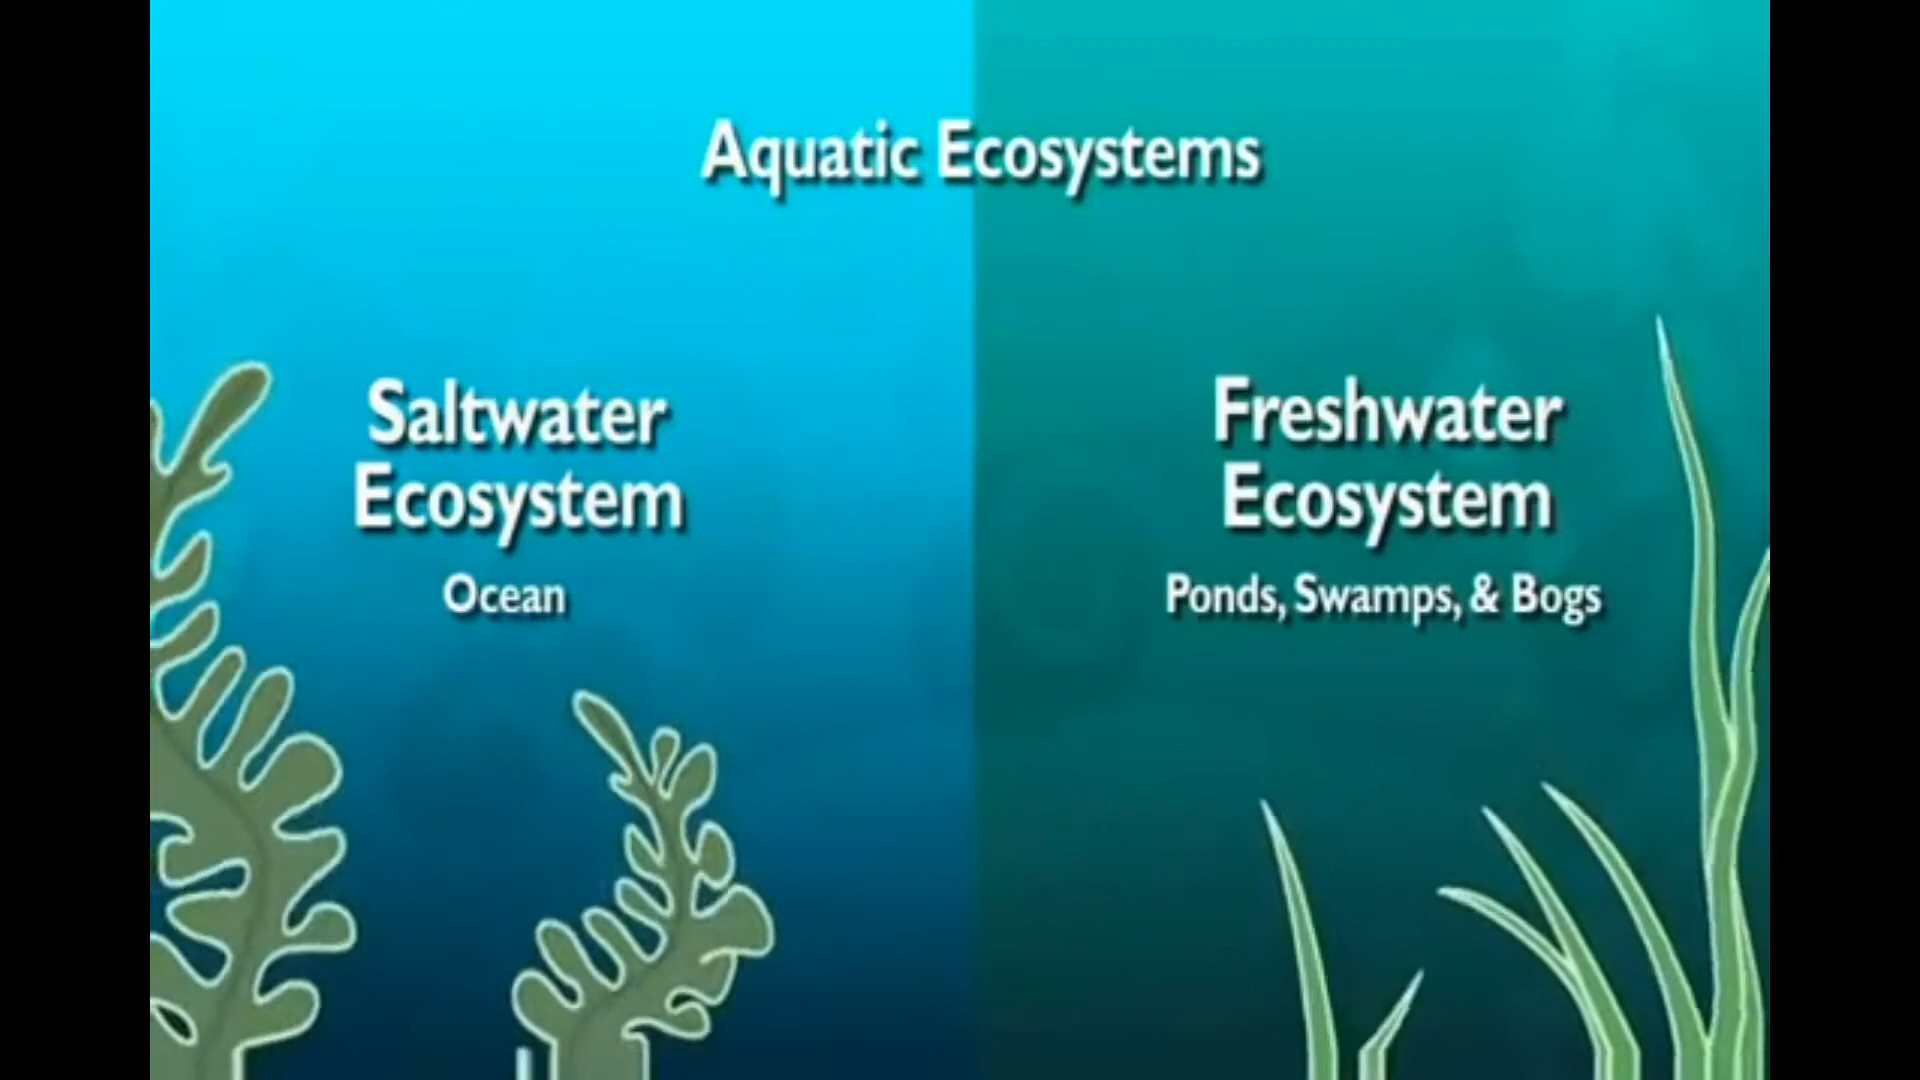 Aquatic Ecosystems
Saltwater
Ecosystem
Ocean
Freshwater
Ecosystem
Ponds, Swamps, & Bogs